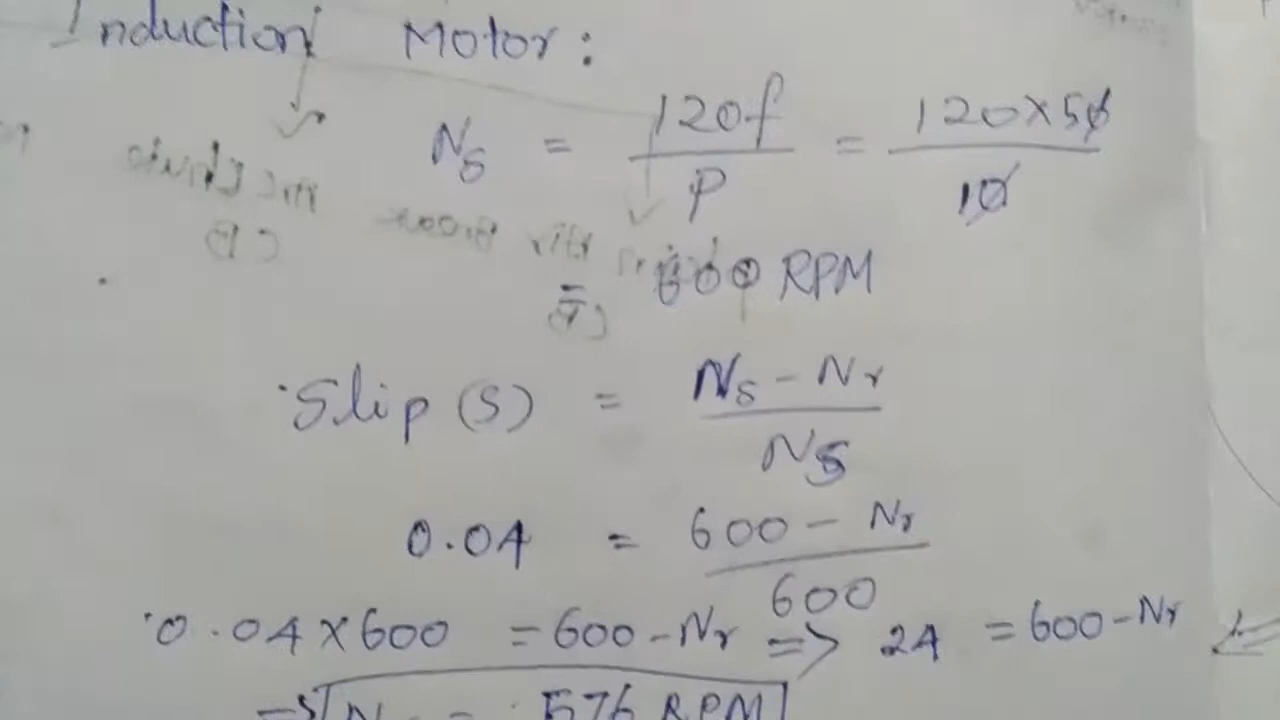 Induction Motor:
Ns = 120f / P = 120×50 / 10
600 RPM
Slip (S) = Ns - Nr / Ns
0.04 = 600 - Nr / 600
0.04×600 = 600-Nr => 24 = 600-Nr
= 576 RPM